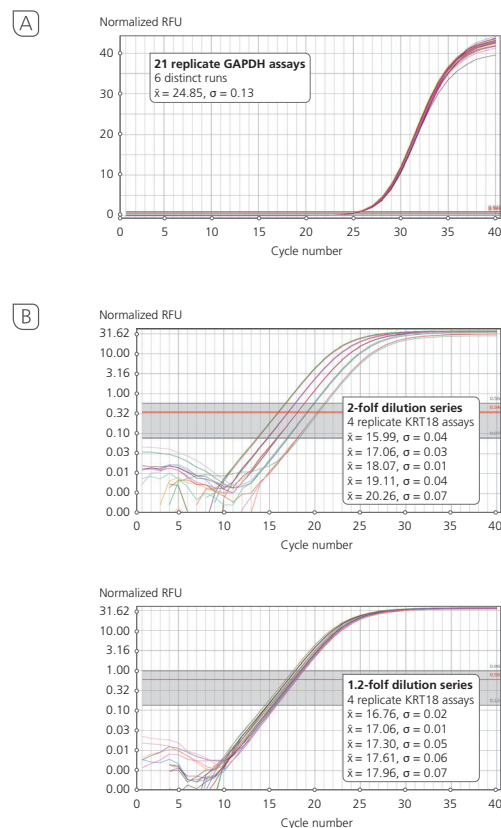 A
Normalized RFU
40
30
20
10
0
21 replicate GAPDH assays
6 distinct runs
x̄ = 24.85, σ = 0.13
0 5 10 15 20 25 30 35 40
Cycle number
B
Normalized RFU
31.62
10.00
3.16
1.00
0.32
0.10
0.03
0.01
0.00
0.00
2-folf dilution series
4 replicate KRT18 assays
x̄ = 15.99, σ = 0.04
x̄ = 17.06, σ = 0.03
x̄ = 18.07, σ = 0.01
x̄ = 19.11, σ = 0.04
x̄ = 20.26, σ = 0.07
0 5 10 15 20 25 30 35 40
Cycle number
Normalized RFU
31.62
10.00
3.16
1.00
0.32
0.10
0.03
0.01
0.00
0.00
1.2-folf dilution series
4 replicate KRT18 assays
x̄ = 16.76, σ = 0.02
x̄ = 17.06, σ = 0.01
x̄ = 17.30, σ = 0.05
x̄ = 17.61, σ = 0.06
x̄ = 17.96, σ = 0.07
0 5 10 15 20 25 30 35 40
Cycle number